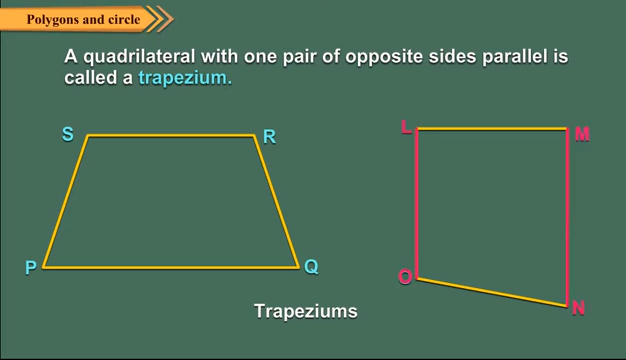 Polygons and circle
A quadrilateral with one pair of opposite sides parallel is
called a trapezium.
S
R
P
Q
L
M
O
N
Trapeziums